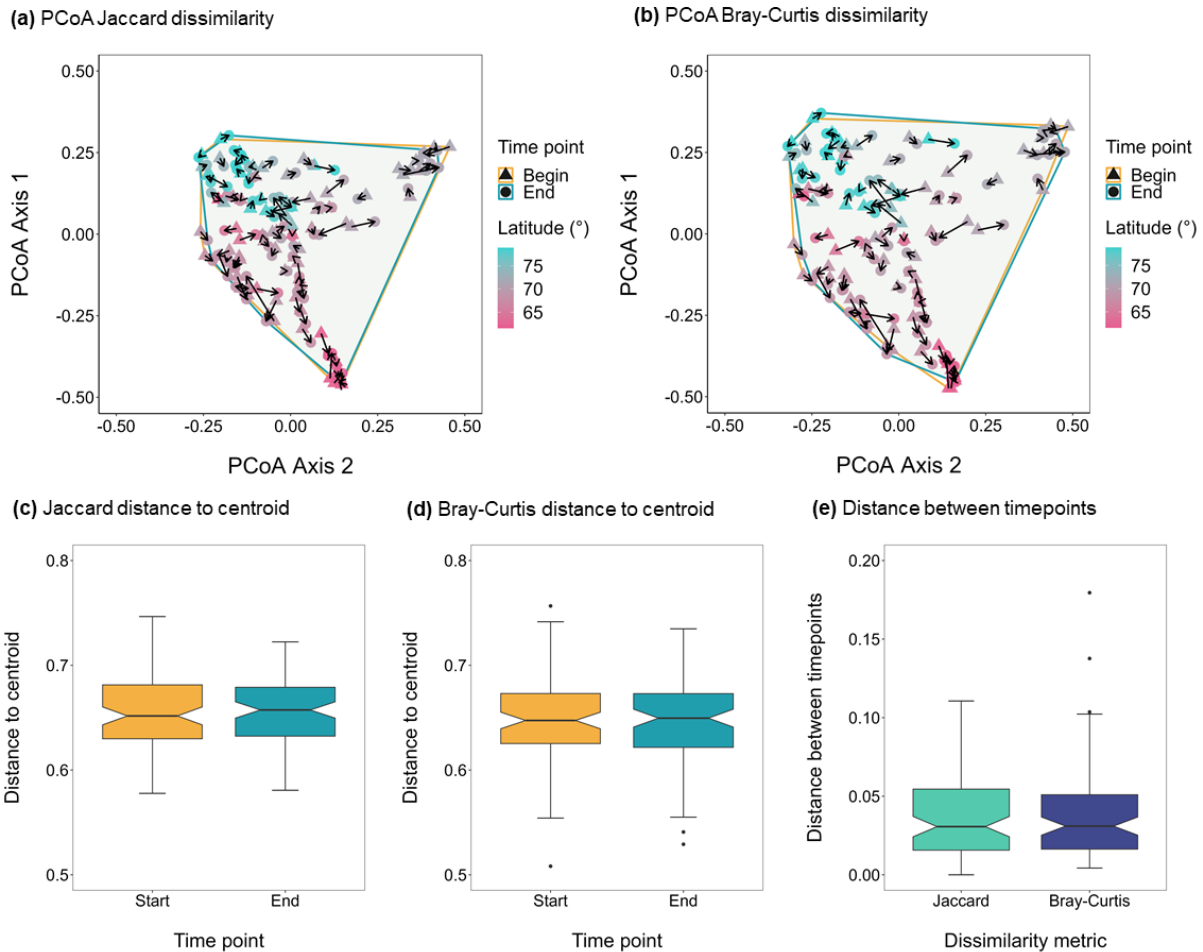 (a) PCoA Jaccard dissimilarity
(b) PCoA Bray-Curtis dissimilarity
0.50
0.25
0.00
-0.25
-0.50
PCoA Axis 1
-0.50 -0.25 0.00 0.25 0.50
PCoA Axis 2
Time point
Begin
End
Latitude (°)
75
70
65
0.50
0.25
0.00
-0.25
-0.50
PCoA Axis 1
-0.50 -0.25 0.00 0.25 0.50
PCoA Axis 2
Time point
Begin
End
Latitude (°)
75
70
65
(c) Jaccard distance to centroid
0.8
0.7
0.6
0.5
Distance to centroid
Start End
Time point
(d) Bray-Curtis distance to centroid
0.8
0.7
0.6
0.5
Distance to centroid
Start End
Time point
(e) Distance between timepoints
0.20
0.15
0.10
0.05
0.00
Distance between timepoints
Jaccard Bray-Curtis
Dissimilarity metric